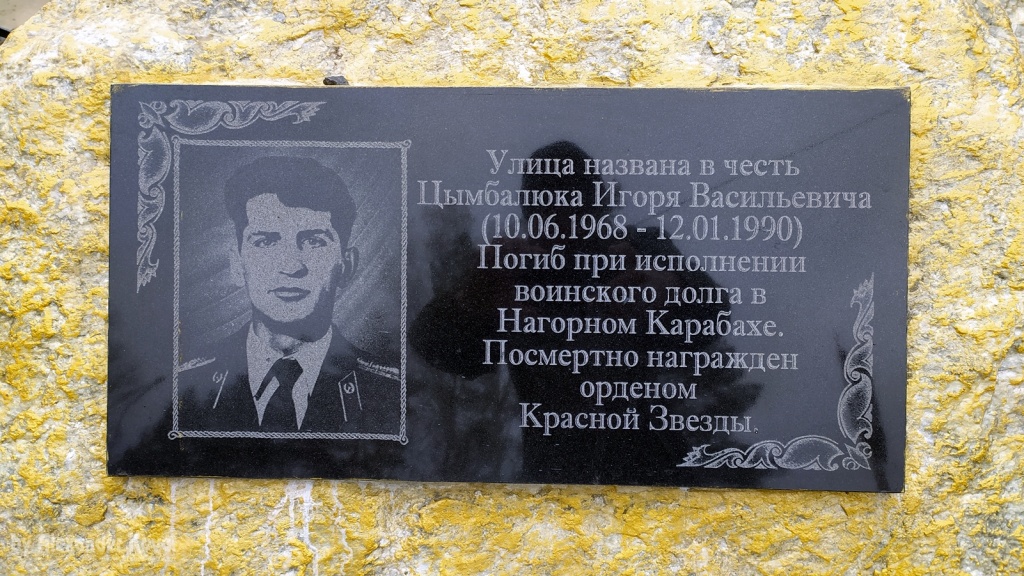 Улица названа в честь
Цымбалюка Игоря Васильевича
(10.06.1968 - 12.01.1990)
Погиб при исполнении
воинского долга в
Нагорном Карабахе.
Посмертно награжден
орденом
Красной Звезды.